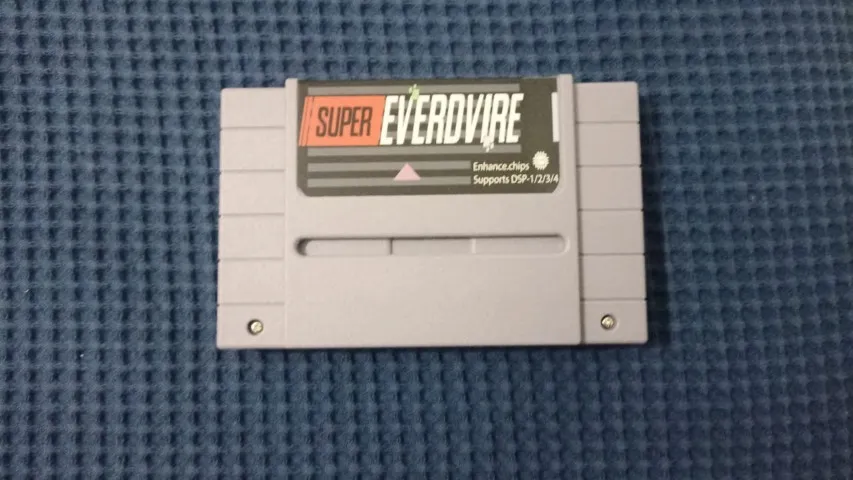 SUPER EVERDVIRE
Enhance.chips
Supports DSP-1/2/3/4